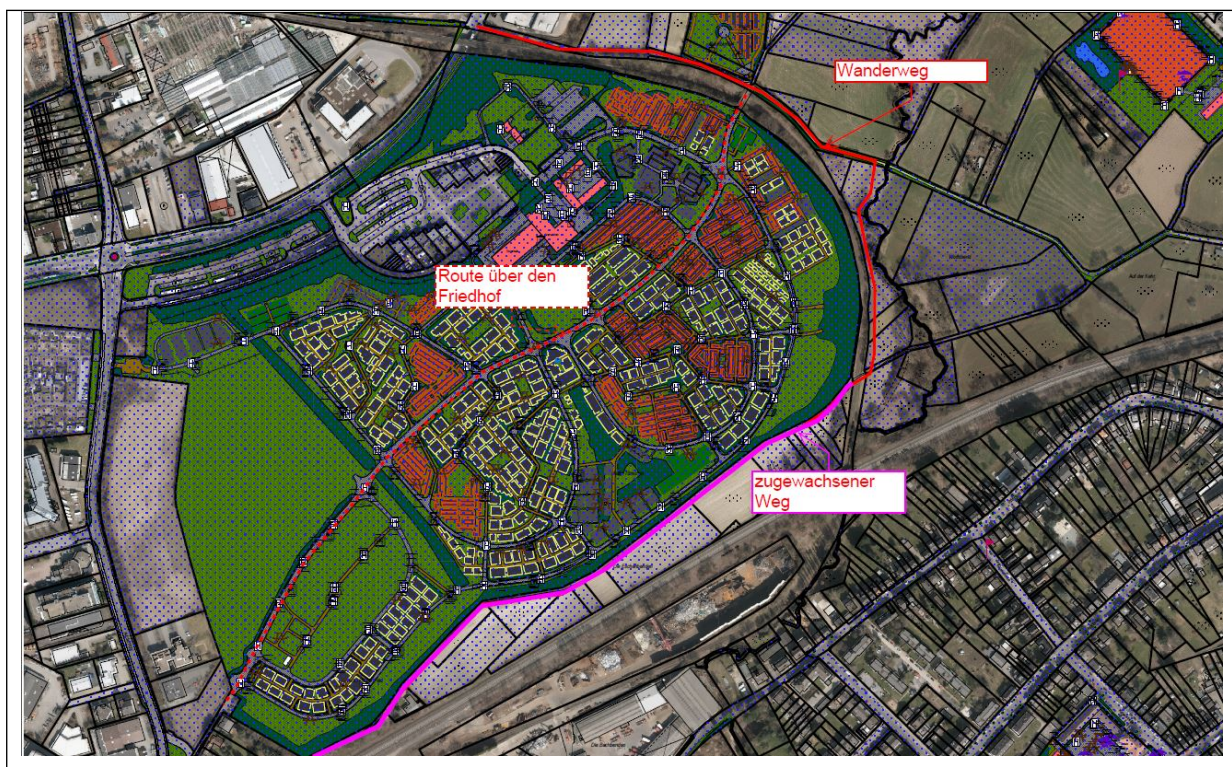 Wanderweg
Route über den
Friedhof
zugewachsener
Weg